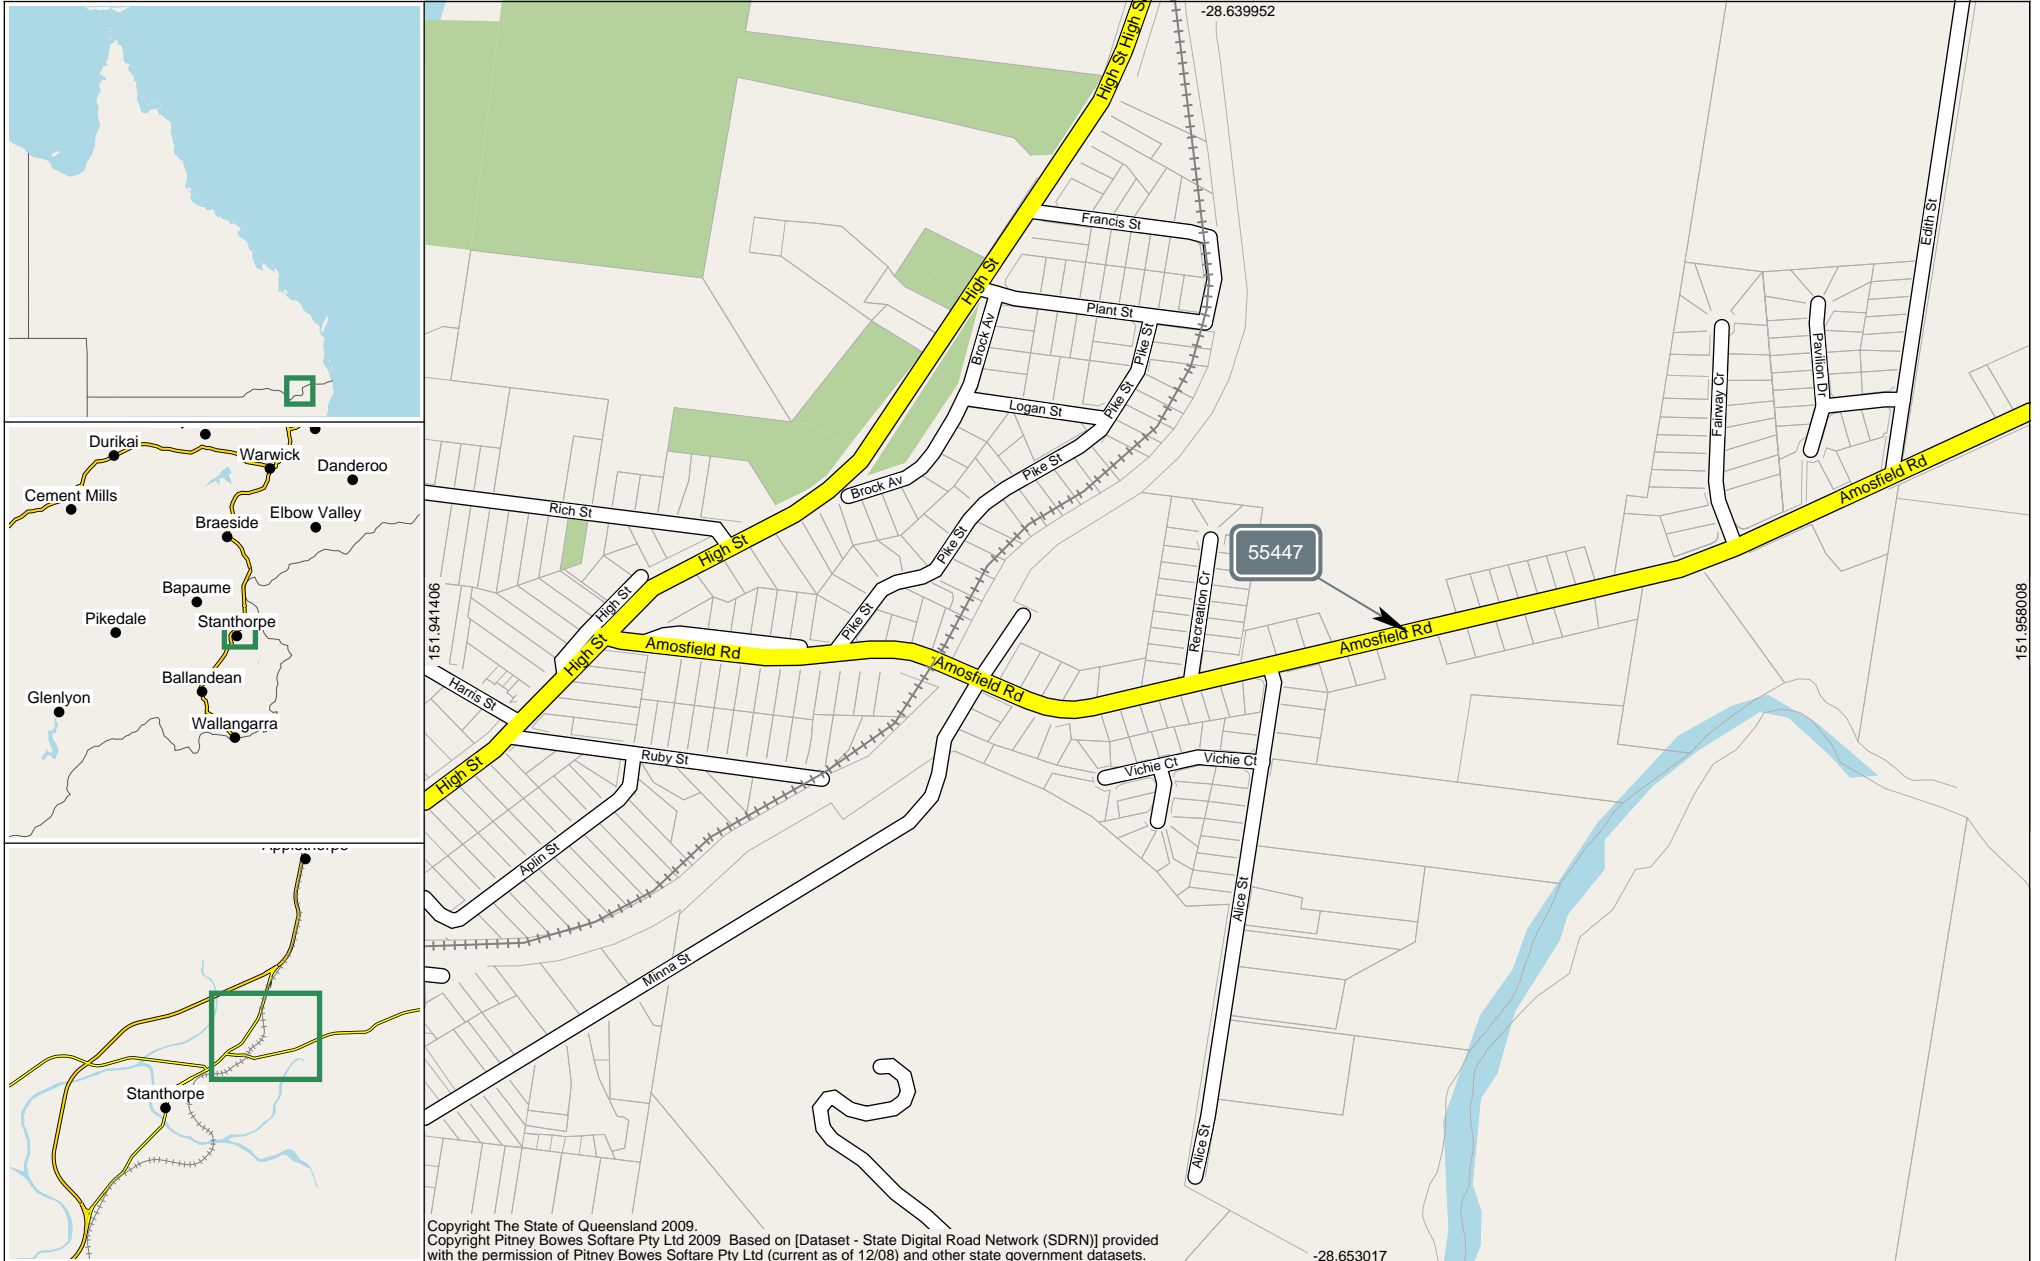 -28.639952
High St
High St
Francis St
Edith St
High St
Plant St
Brock Av
Pike St
Pavilion Dr
Fairway Cr
Pike St
Logan St
Pike St
Brock Av
Amosfield Rd
Rich St
High St
Pike St
55447
151.941406
High St
Recreation Cr
151.958008
Pike St
Amosfield Rd
High St
Amosfield Rd
Amosfield Rd
Harris St
Ruby St
Vichie Ct
Vichie Ct
High St
Aplin St
Alice St
Minna St
Alice St
Copyright The State of Queensland 2009.
Copyright Pitney Bowes Softare Pty Ltd 2009 Based on [Dataset - State Digital Road Network (SDRN)] provided
with the permission of Pitney Bowes Softare Pty Ltd (current as of 12/08) and other state government datasets.
-28.653017
Durikai
Warwick
Danderoo
Cement Mills
Elbow Valley
Braeside
Bapaume
Pikedale
Stanthorpe
Ballandean
Glenlyon
Wallangarra
Applethorpe
Stanthorpe